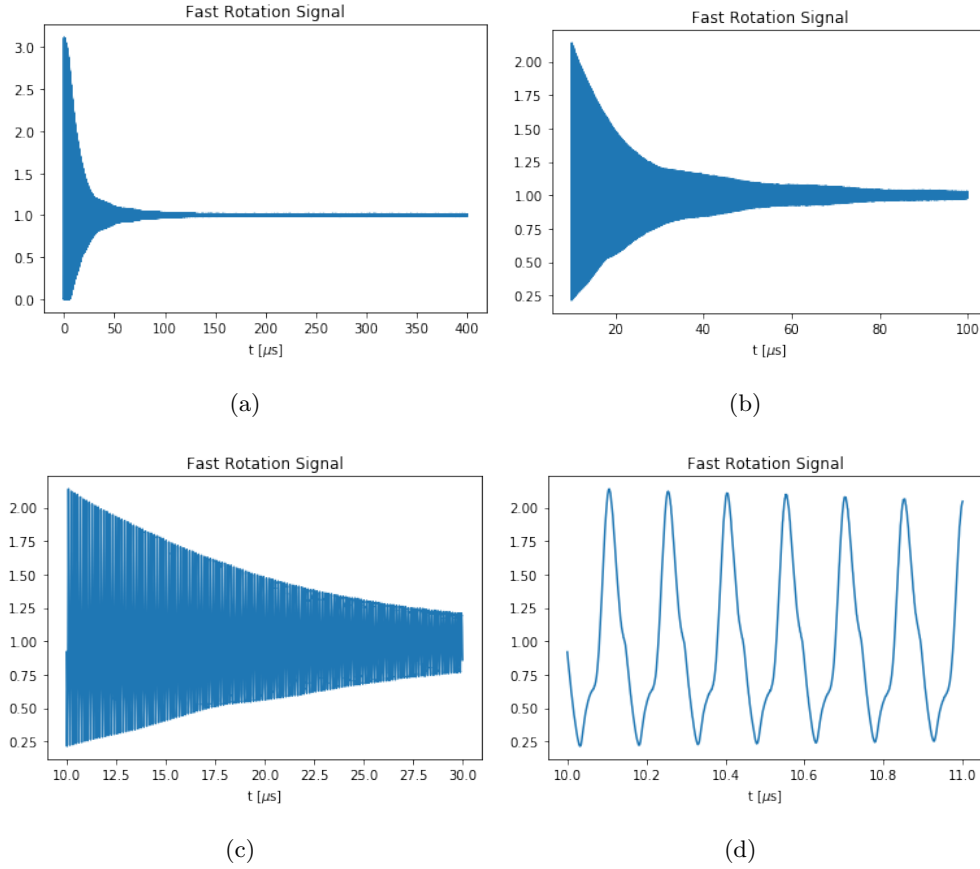 Fast Rotation Signal
3.0
2.5
2.0
1.5
1.0
0.5
0.0
0 50 100 150 200 250 300 350 400
t [μs]
(a)
Fast Rotation Signal
2.00
1.75
1.50
1.25
1.00
0.75
0.50
0.25
20 40 60 80 100
t [μs]
(b)
Fast Rotation Signal
2.00
1.75
1.50
1.25
1.00
0.75
0.50
0.25
10.0 12.5 15.0 17.5 20.0 22.5 25.0 27.5 30.0
t [μs]
(c)
Fast Rotation Signal
2.00
1.75
1.50
1.25
1.00
0.75
0.50
0.25
10.0 10.2 10.4 10.6 10.8 11.0
t [μs]
(d)